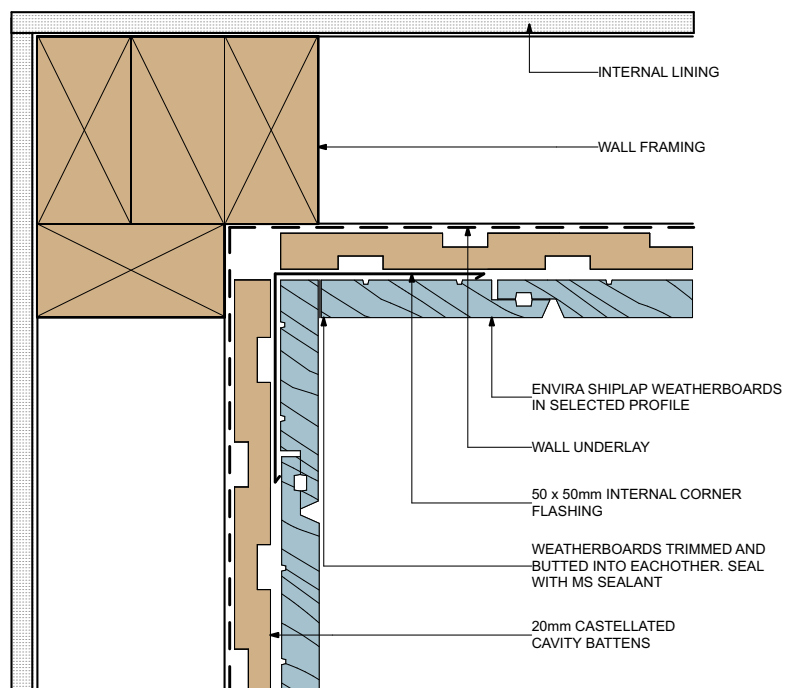 INTERNAL LINING
WALL FRAMING
ENVIRA SHIPLAP WEATHERBOARDS
IN SELECTED PROFILE
WALL UNDERLAY
50 x 50mm INTERNAL CORNER
FLASHING
WEATHERBOARDS TRIMMED AND
BUTTED INTO EACHOTHER. SEAL
WITH MS SEALANT
20mm CASTELLATED
CAVITY BATTENS